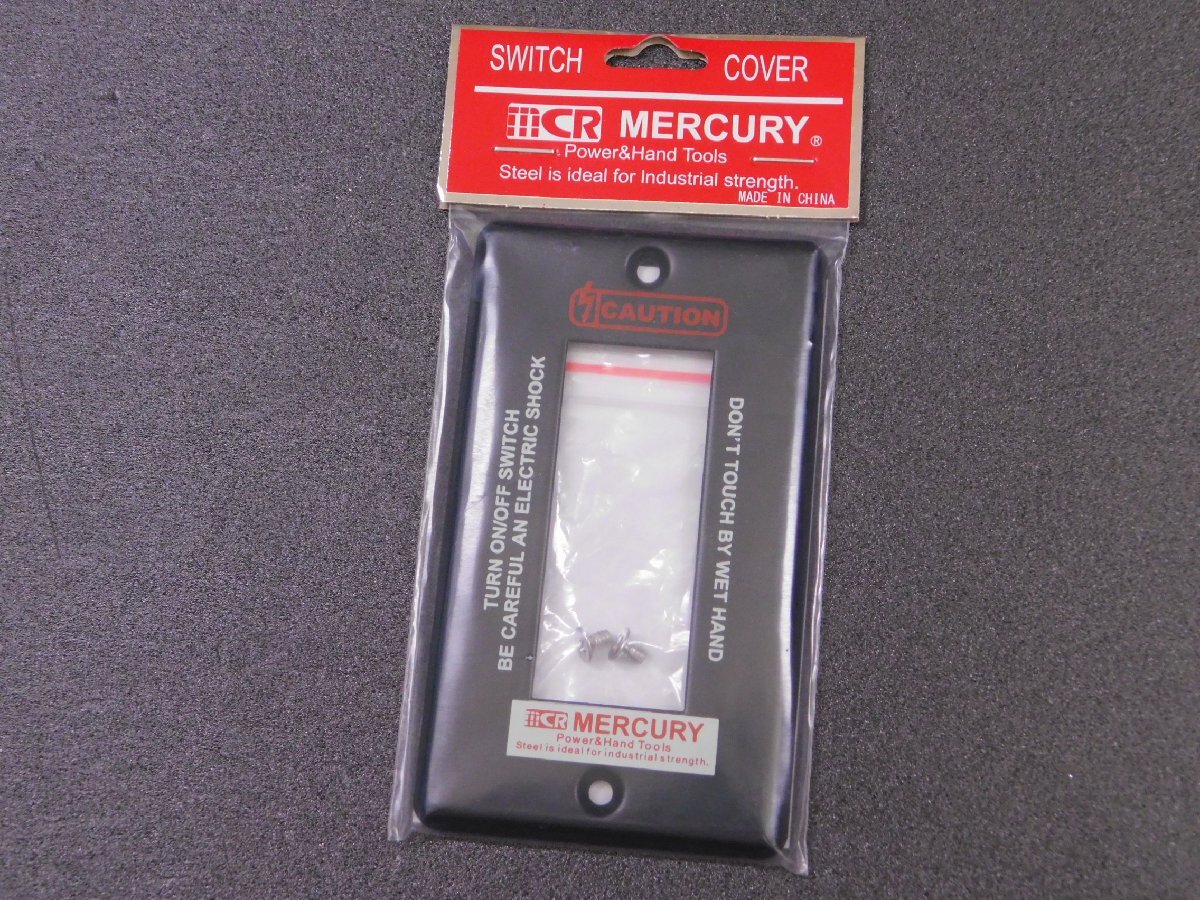 SWITCH COVER
mCR MERCURY®
Power&Hand Tools
Steel is ideal for Industrial strength.
MADE IN CHINA
CAUTION
TURN ON/OFF SWITCH
BE CAREFUL AN ELECTRIC SHOCK
DON'T TOUCH BY WET HAND
mCR MERCURY
Power&Hand Tools
Steel is ideal for industrial strength.